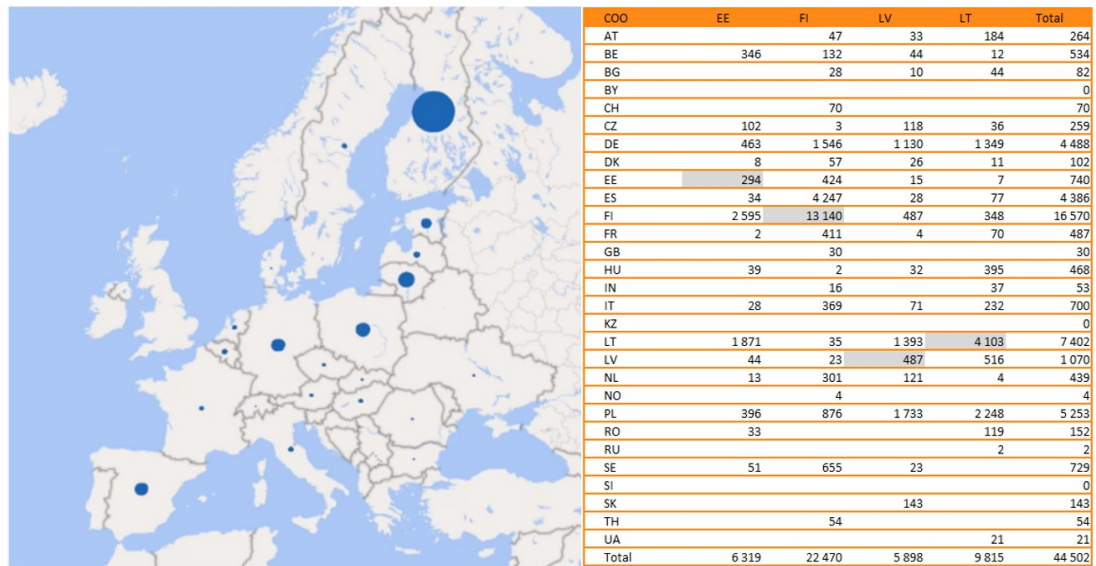 COO EE FI LV LT Total
AT 47 33 184 264
BE 346 132 44 12 534
BG 28 10 44 82
BY 0
CH 70 70
CZ 102 3 118 36 259
DE 463 1 546 1 130 1 349 4 488
DK 8 57 26 11 102
EE 294 424 15 7 740
ES 34 4 247 28 77 4 386
FI 2 595 13 140 487 348 16 570
FR 2 411 4 70 487
GB 30 30
HU 39 2 32 395 468
IN 16 37 53
IT 28 369 71 232 700
KZ 0
LT 1 871 35 1 393 4 103 7 402
LV 44 23 487 516 1 070
NL 13 301 121 4 439
NO 4 4
PL 396 876 1 733 2 248 5 253
RO 33 119 152
RU 2 2
SE 51 655 23 729
SI 0
SK 143 143
TH 54 54
UA 21 21
Total 6 319 22 470 5 898 9 815 44 502